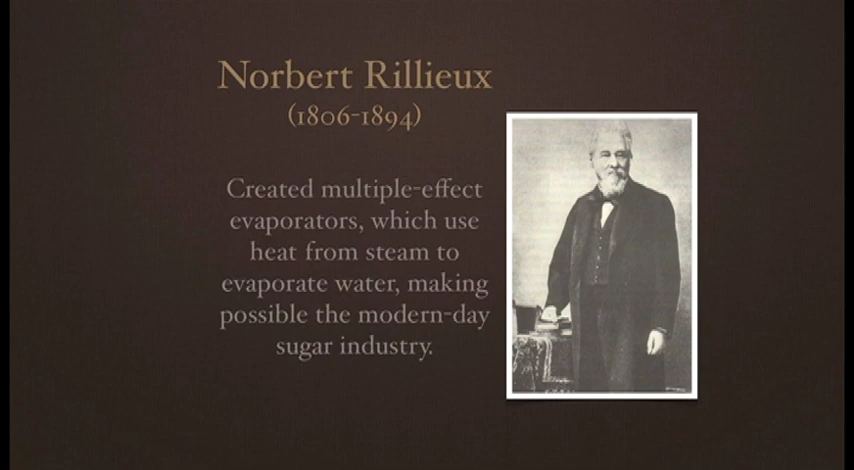 Norbert Rillieux
(1806-1894)
Created multiple-effect
evaporators, which use
heat from steam to
evaporate water, making
possible the modern-day
sugar industry.